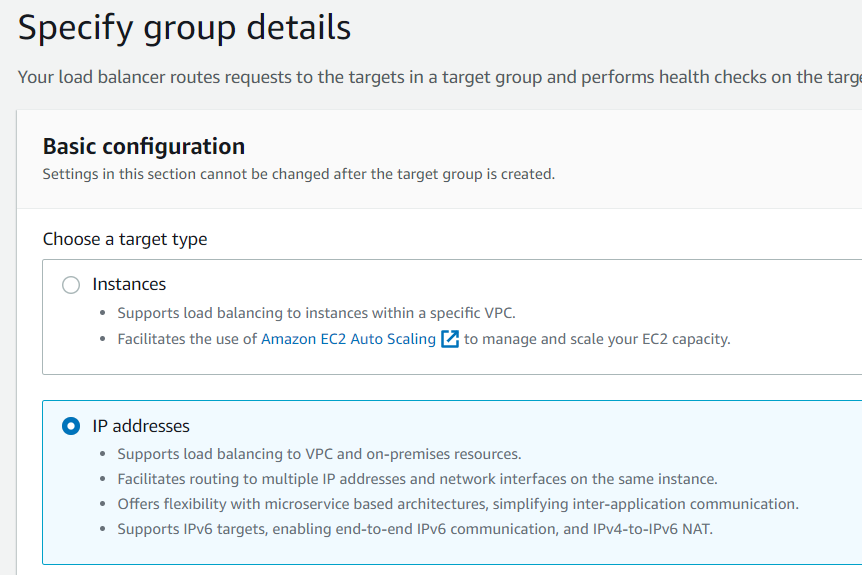 Specify group details
Your load balancer routes requests to the targets in a target group and performs health checks on the
Basic configuration
Settings in this section cannot be changed after the target group is created.
Choose a target type
Instances
Supports load balancing to instances within a specific VPC.
Facilitates the use of Amazon EC2 Auto Scaling to manage and scale your EC2 capacity.
IP addresses
Supports load balancing to VPC and on-premises resources.
Facilitates routing to multiple IP addresses and network interfaces on the same instance.
Offers flexibility with microservice based architectures, simplifying inter-application communication.
Supports IPv6 targets, enabling end-to-end IPv6 communication, and IPv4-to-IPv6 NAT.